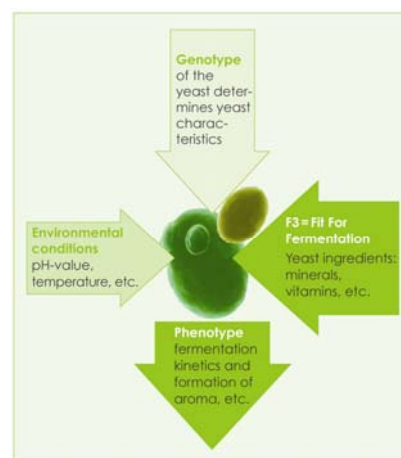 Genotype
of the
yeast deter-
mines yeast
charac-
teristics
Environmental
conditions
pH-value,
temperature, etc.
F3=Fit For
Fermentation
Yeast ingredients:
minerals,
vitamins, etc.
Phenotype
fermentation
kinetics and
formation of
aroma, etc.